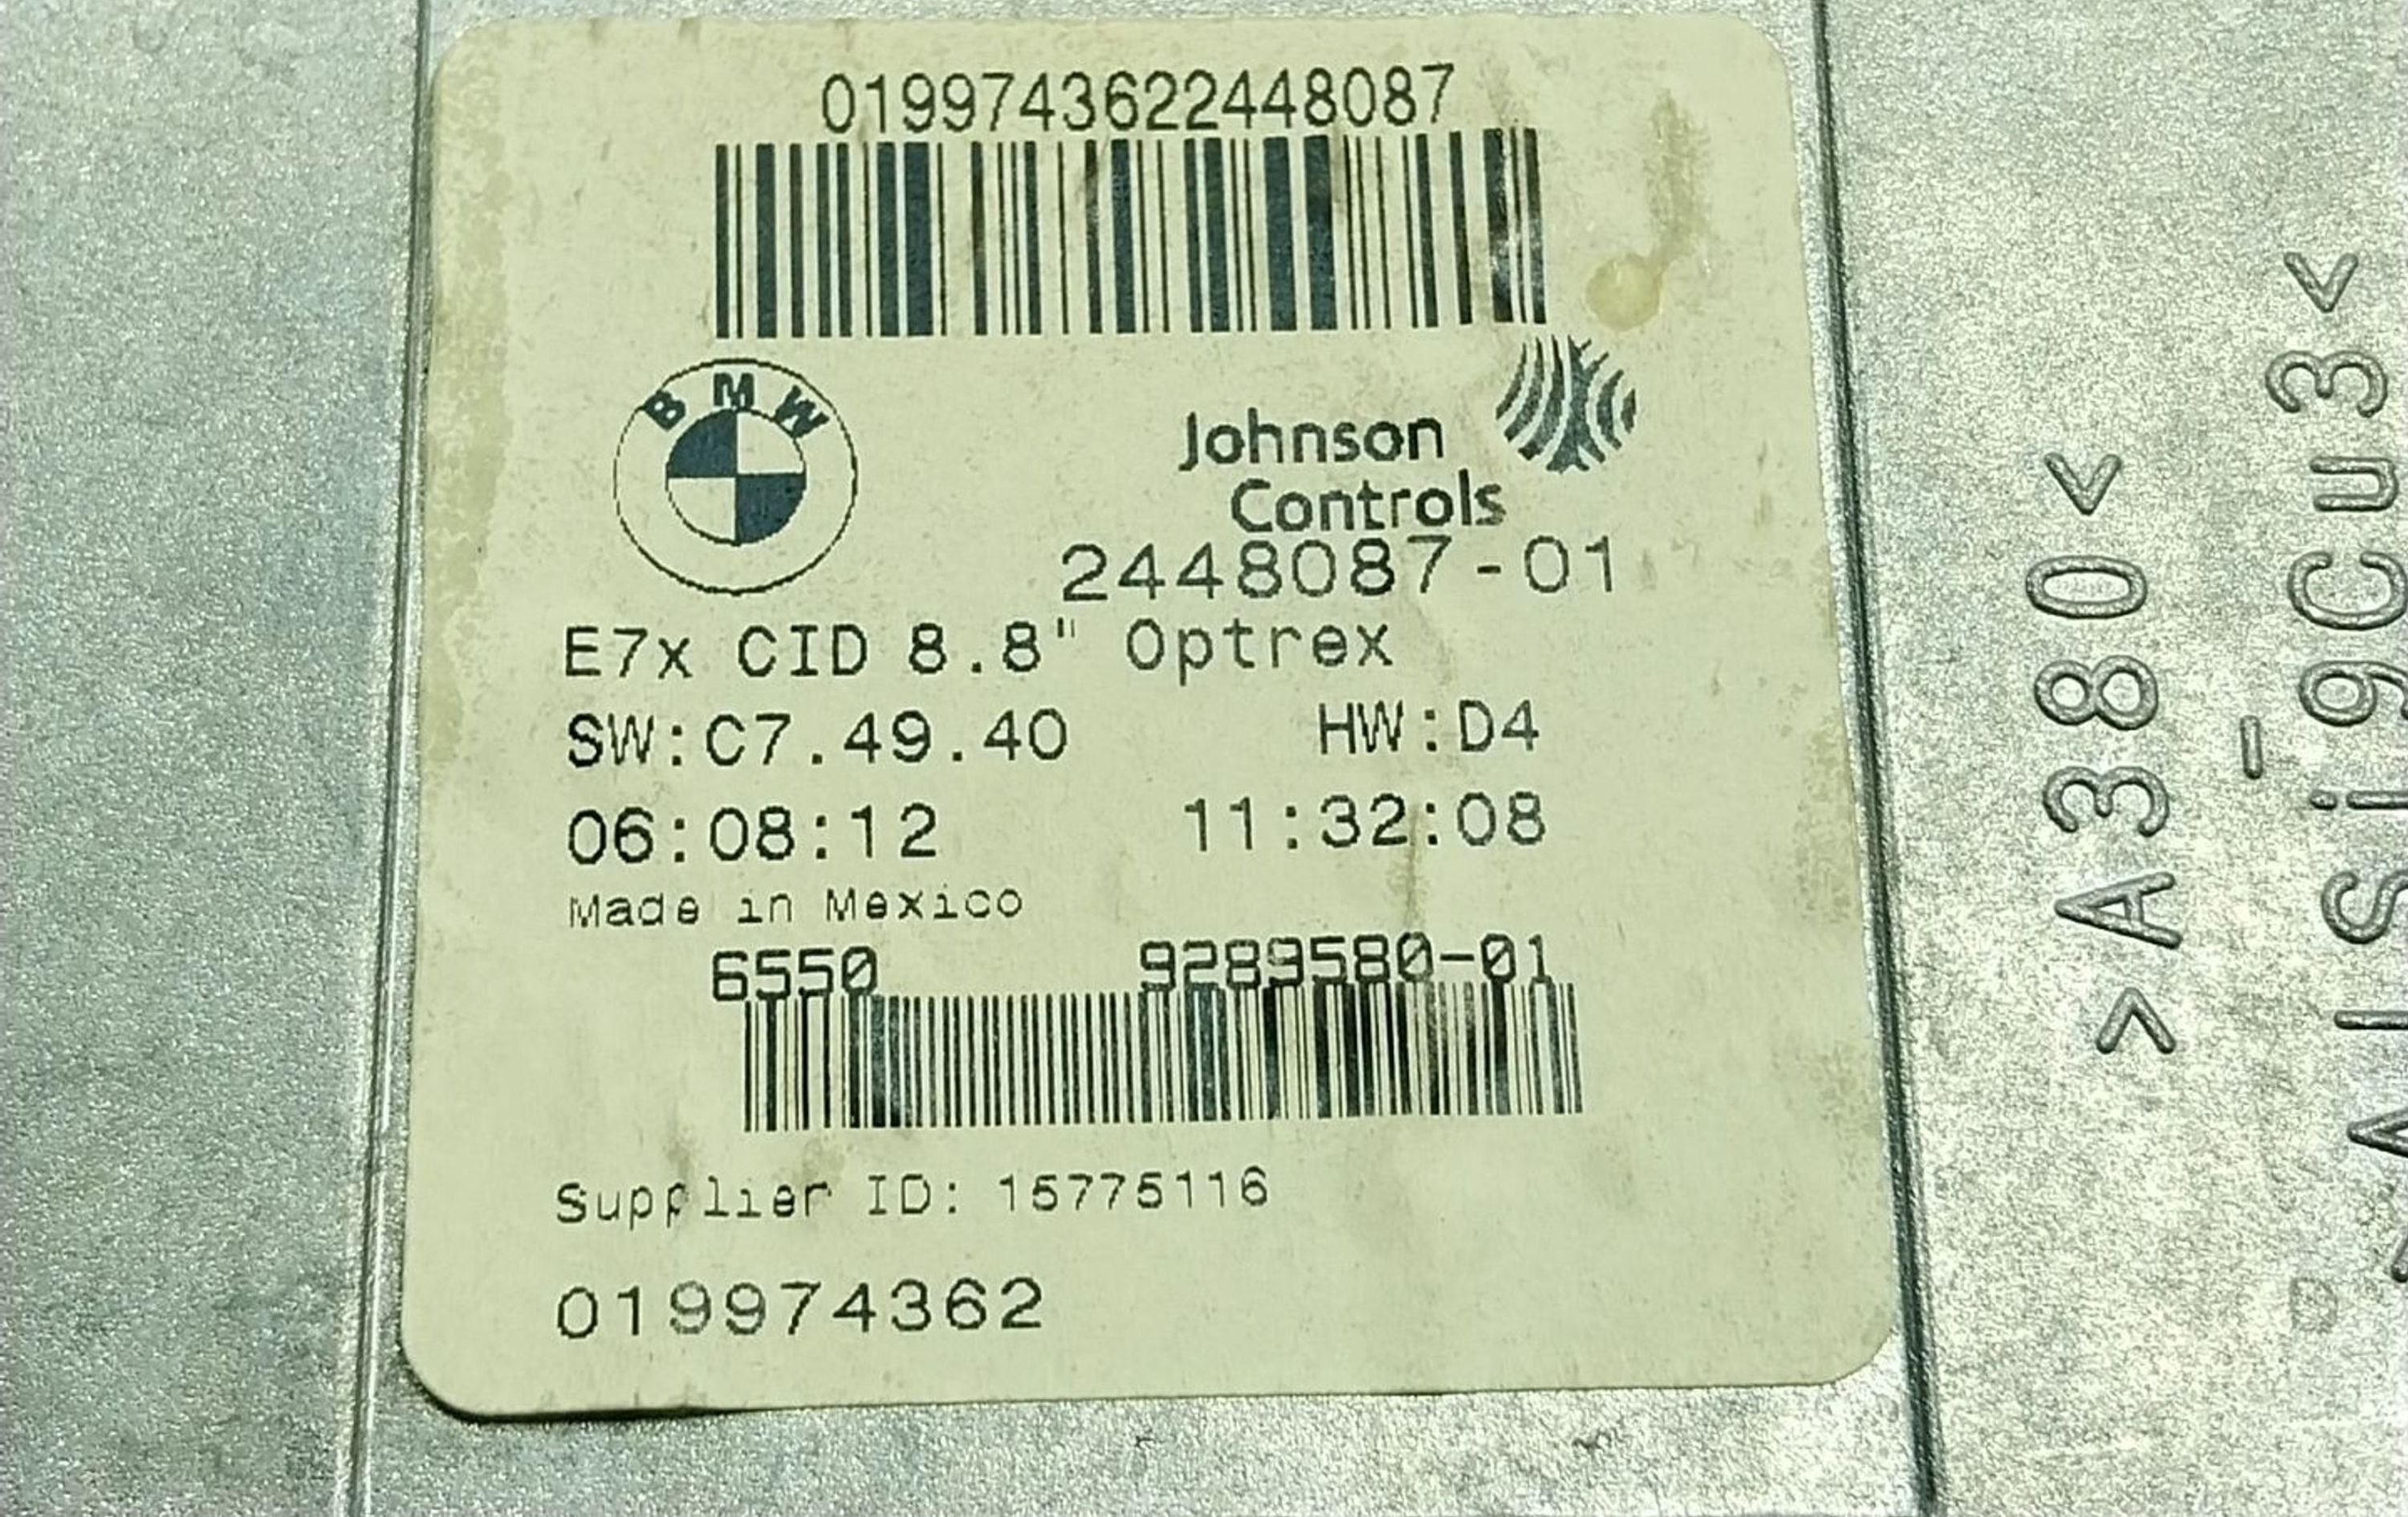 0199743622448087
BMW
Johnson
Controls
2448087-01
E7x CID 8.8" Optrex
SW:C7.49.40 HW:D4
06:08:12 11:32:08
Made in Mexico
6550 9289580-01
Supplier ID: 15775116
019974362
>A380<
>AlSi9Cu3<